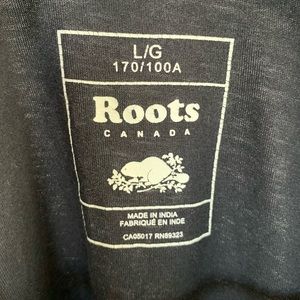 L/G
170/100A
Roots
CANADA
MADE IN INDIA
FABRIQUÉ EN INDE
CA05017 RN89323